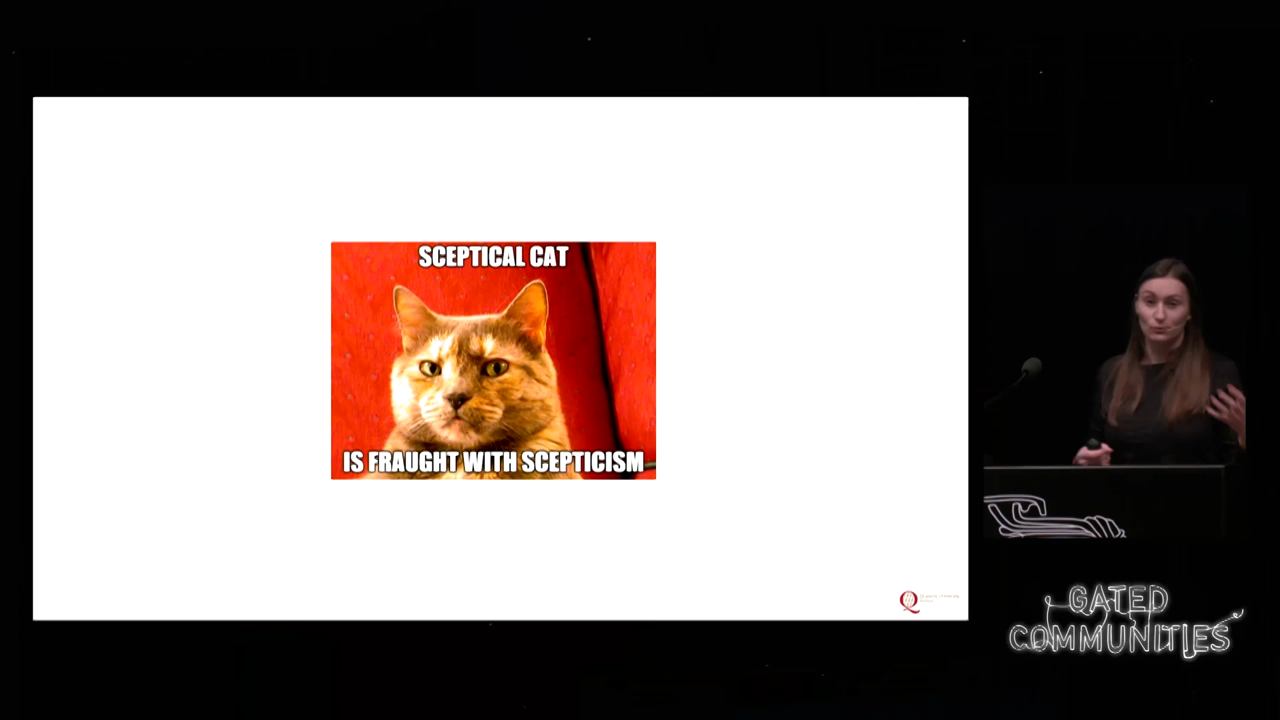 SCEPTICAL CAT
IS FRAUGHT WITH SCEPTICISM
Q
GATED
COMMUNITIES